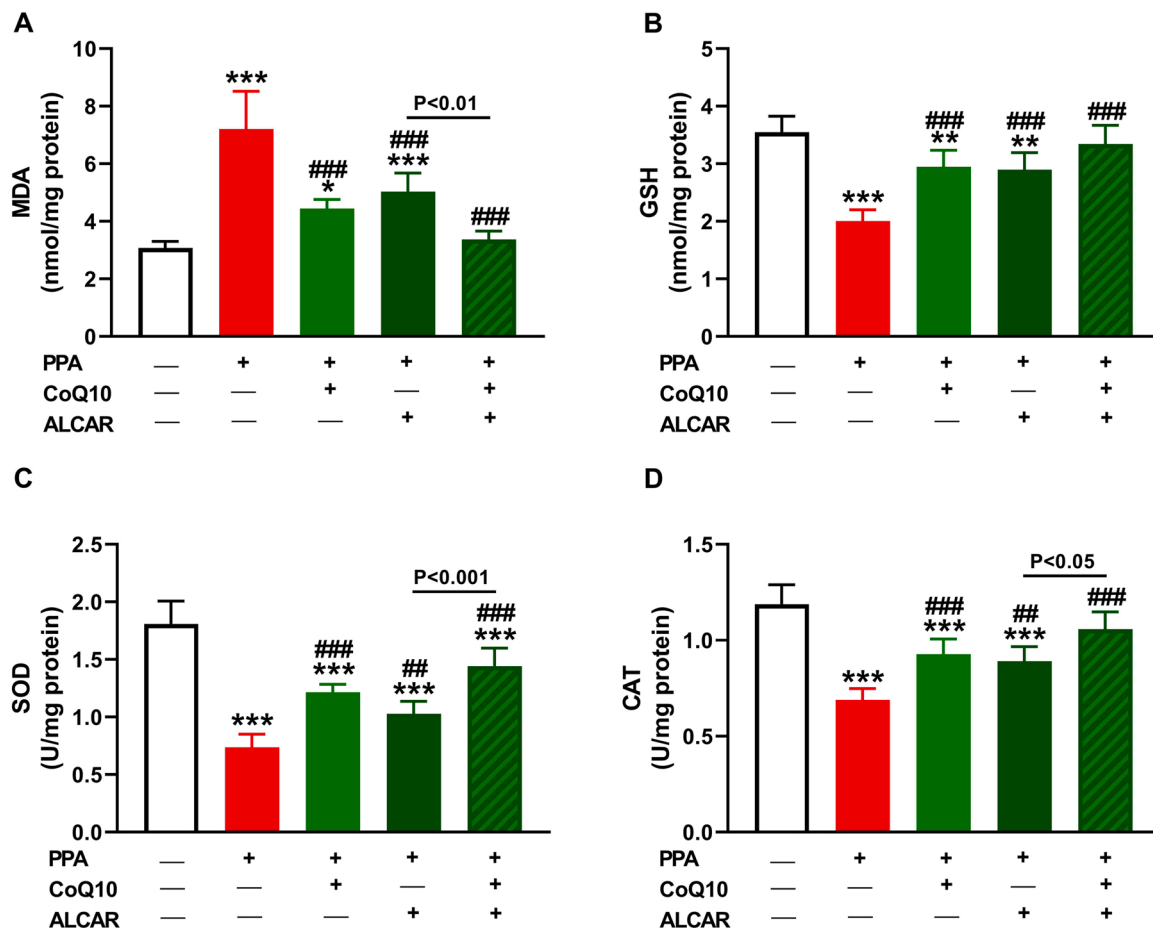 A
MDA
(nmol/mg protein)
10
8
6
4
2
0
***
###
*
###
***
P<0.01
###
PPA — + + + +
CoQ10 — — + — +
ALCAR — — — + +
B
GSH
(nmol/mg protein)
5
4
3
2
1
0
***
###
**
###
**
###
PPA — + + + +
CoQ10 — — + — +
ALCAR — — — + +
C
SOD
(U/mg protein)
2.5
2.0
1.5
1.0
0.5
0.0
***
###
***
##
***
P<0.001
###
***
PPA — + + + +
CoQ10 — — + — +
ALCAR — — — + +
D
CAT
(U/mg protein)
1.5
1.0
0.5
0.0
***
###
***
##
***
P<0.05
###
PPA — + + + +
CoQ10 — — + — +
ALCAR — — — + +